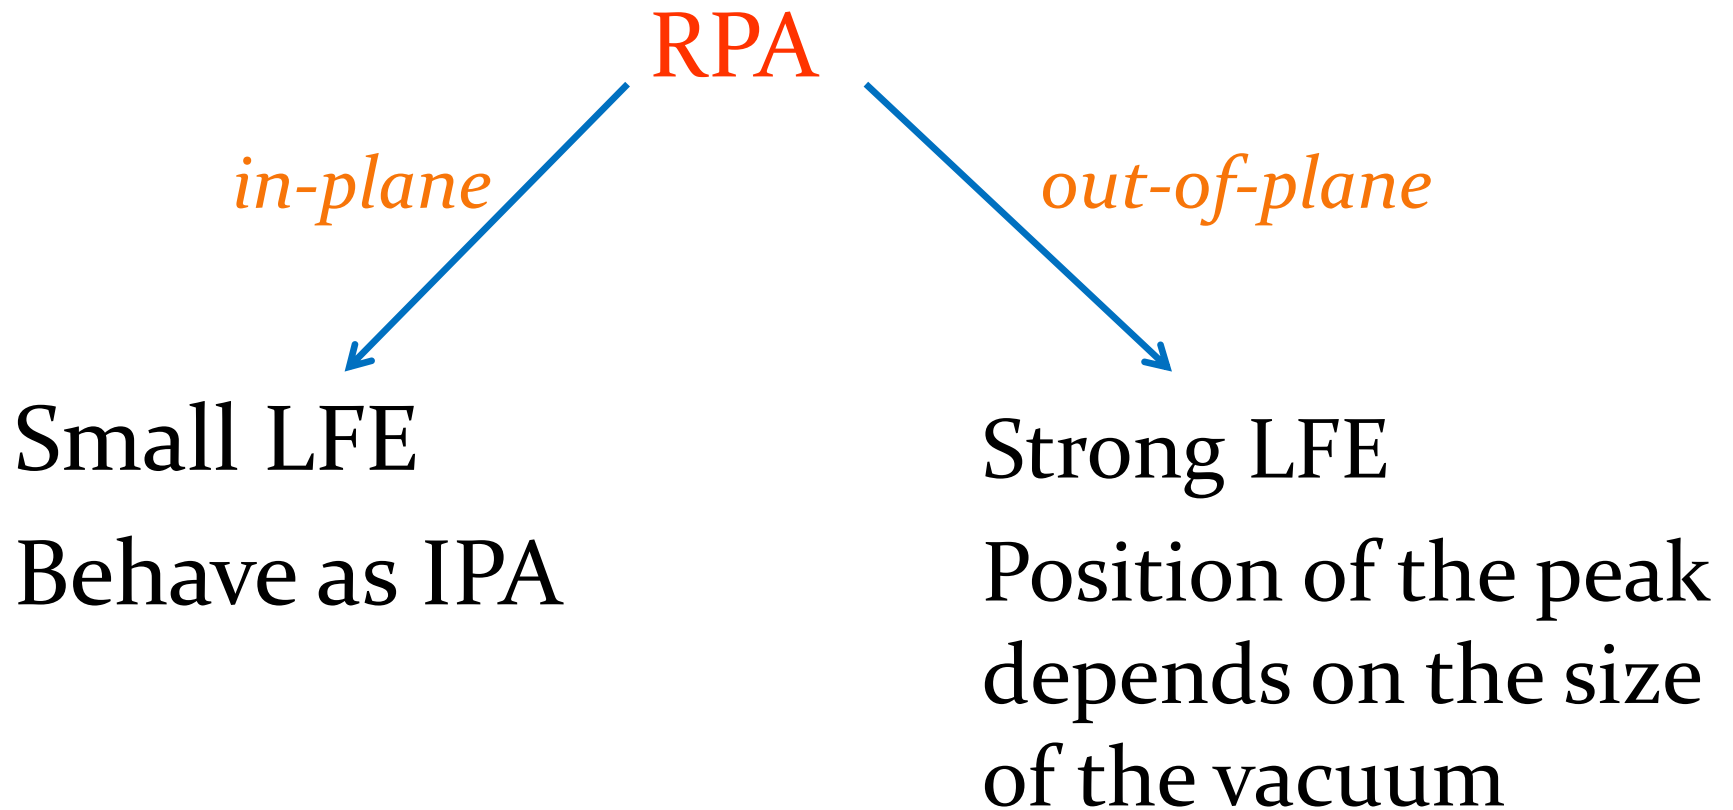 RPA
in-plane
out-of-plane
Small LFE
Behave as IPA
Strong LFE
Position of the peak
depends on the size
of the vacuum